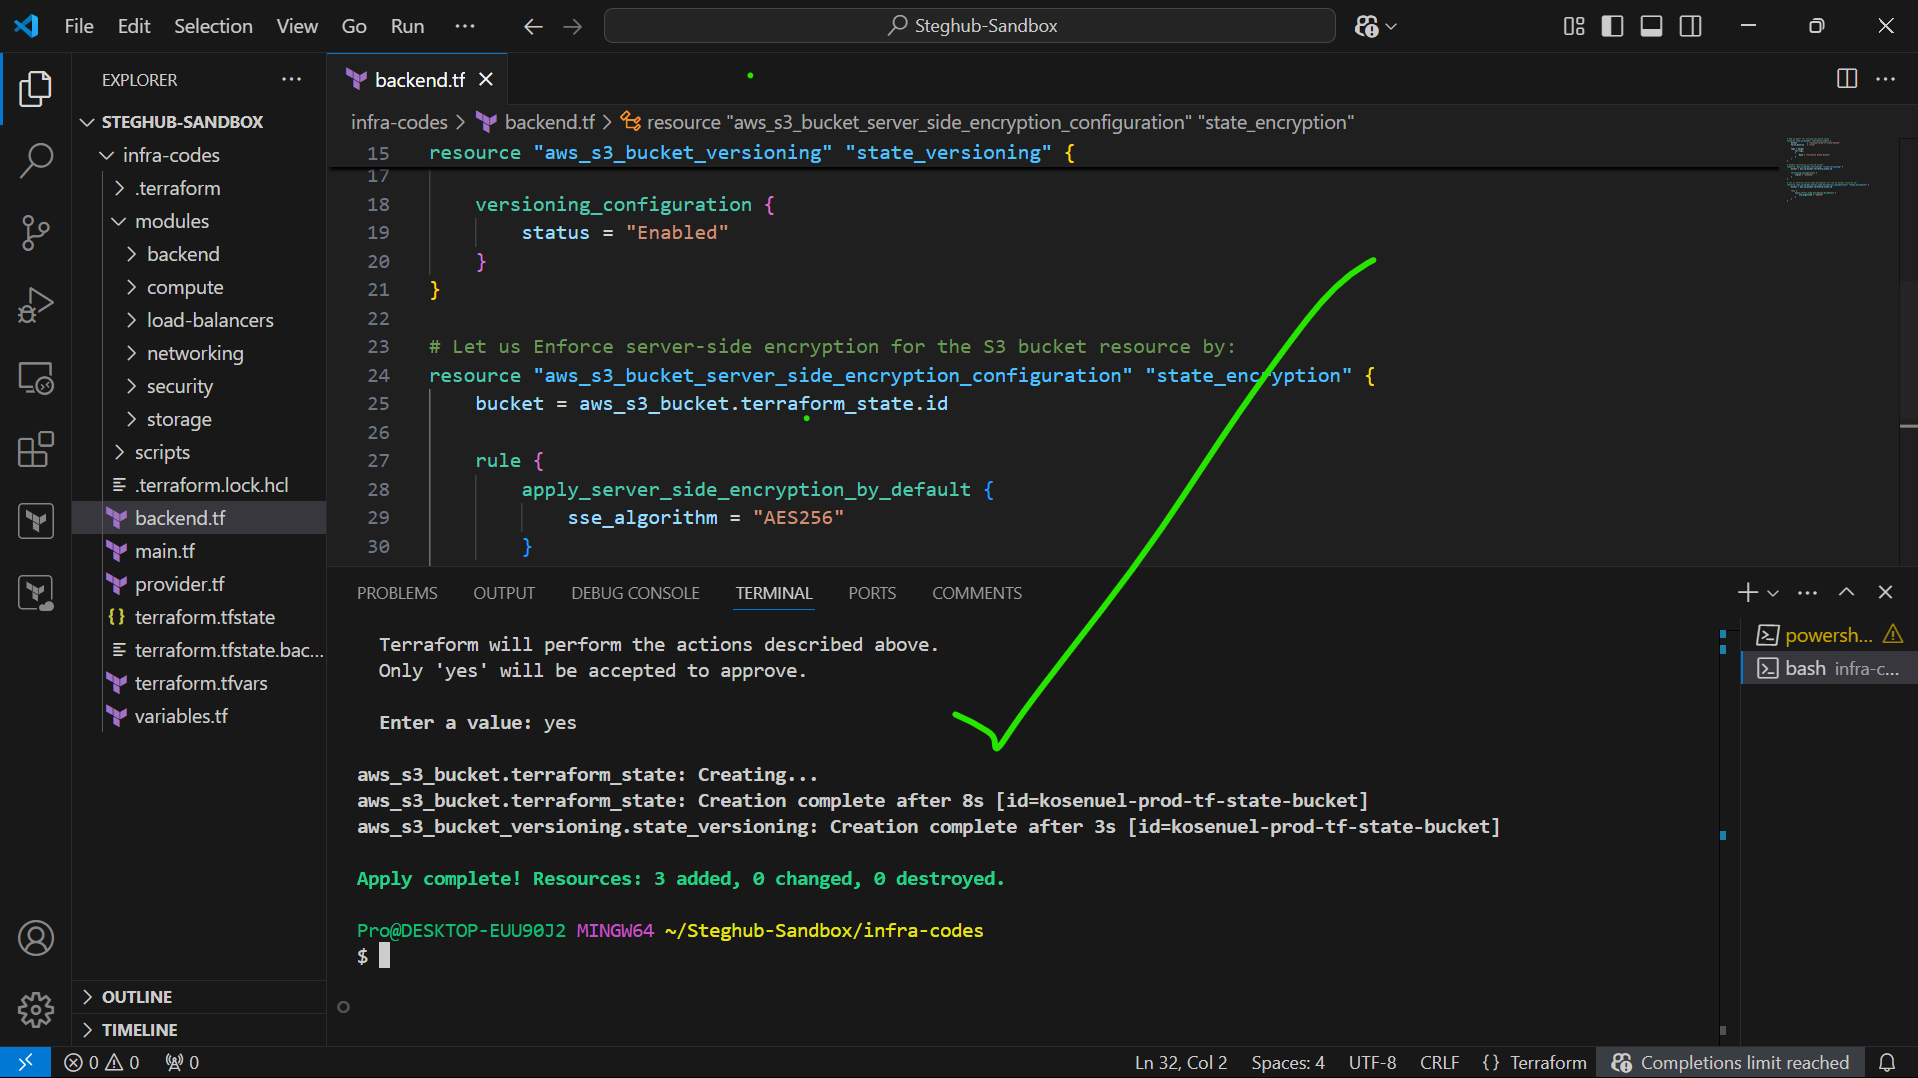 File Edit Selection View Go Run ··· Steghub-Sandbox
EXPLORER ···
STEGHUB-SANDBOX
infra-codes
.terraform
modules
backend
compute
load-balancers
networking
security
storage
scripts
.terraform.lock.hcl
backend.tf
main.tf
provider.tf
{} terraform.tfstate
terraform.tfstate.bac...
terraform.tfvars
variables.tf
OUTLINE
TIMELINE
backend.tf
infra-codes > backend.tf > resource "aws_s3_bucket_server_side_encryption_configuration" "state_encryption"
15 resource "aws_s3_bucket_versioning" "state_versioning" {
17
18 versioning_configuration {
19 status = "Enabled"
20 }
21 }
22
23 # Let us Enforce server-side encryption for the S3 bucket resource by:
24 resource "aws_s3_bucket_server_side_encryption_configuration" "state_encryption" {
25 bucket = aws_s3_bucket.terraform_state.id
26
27 rule {
28 apply_server_side_encryption_by_default {
29 sse_algorithm = "AES256"
30 }
PROBLEMS OUTPUT DEBUG CONSOLE TERMINAL PORTS COMMENTS
Terraform will perform the actions described above.
Only 'yes' will be accepted to approve.
Enter a value: yes
aws_s3_bucket.terraform_state: Creating...
aws_s3_bucket.terraform_state: Creation complete after 8s [id=kosenuel-prod-tf-state-bucket]
aws_s3_bucket_versioning.state_versioning: Creation complete after 3s [id=kosenuel-prod-tf-state-bucket]
Apply complete! Resources: 3 added, 0 changed, 0 destroyed.
Pro@DESKTOP-EUU90J2 MINGW64 ~/Steghub-Sandbox/infra-codes
$
powersh...
bash infra-c...
0 0 0 Ln 32, Col 2 Spaces: 4 UTF-8 CRLF {} Terraform Completions limit reached